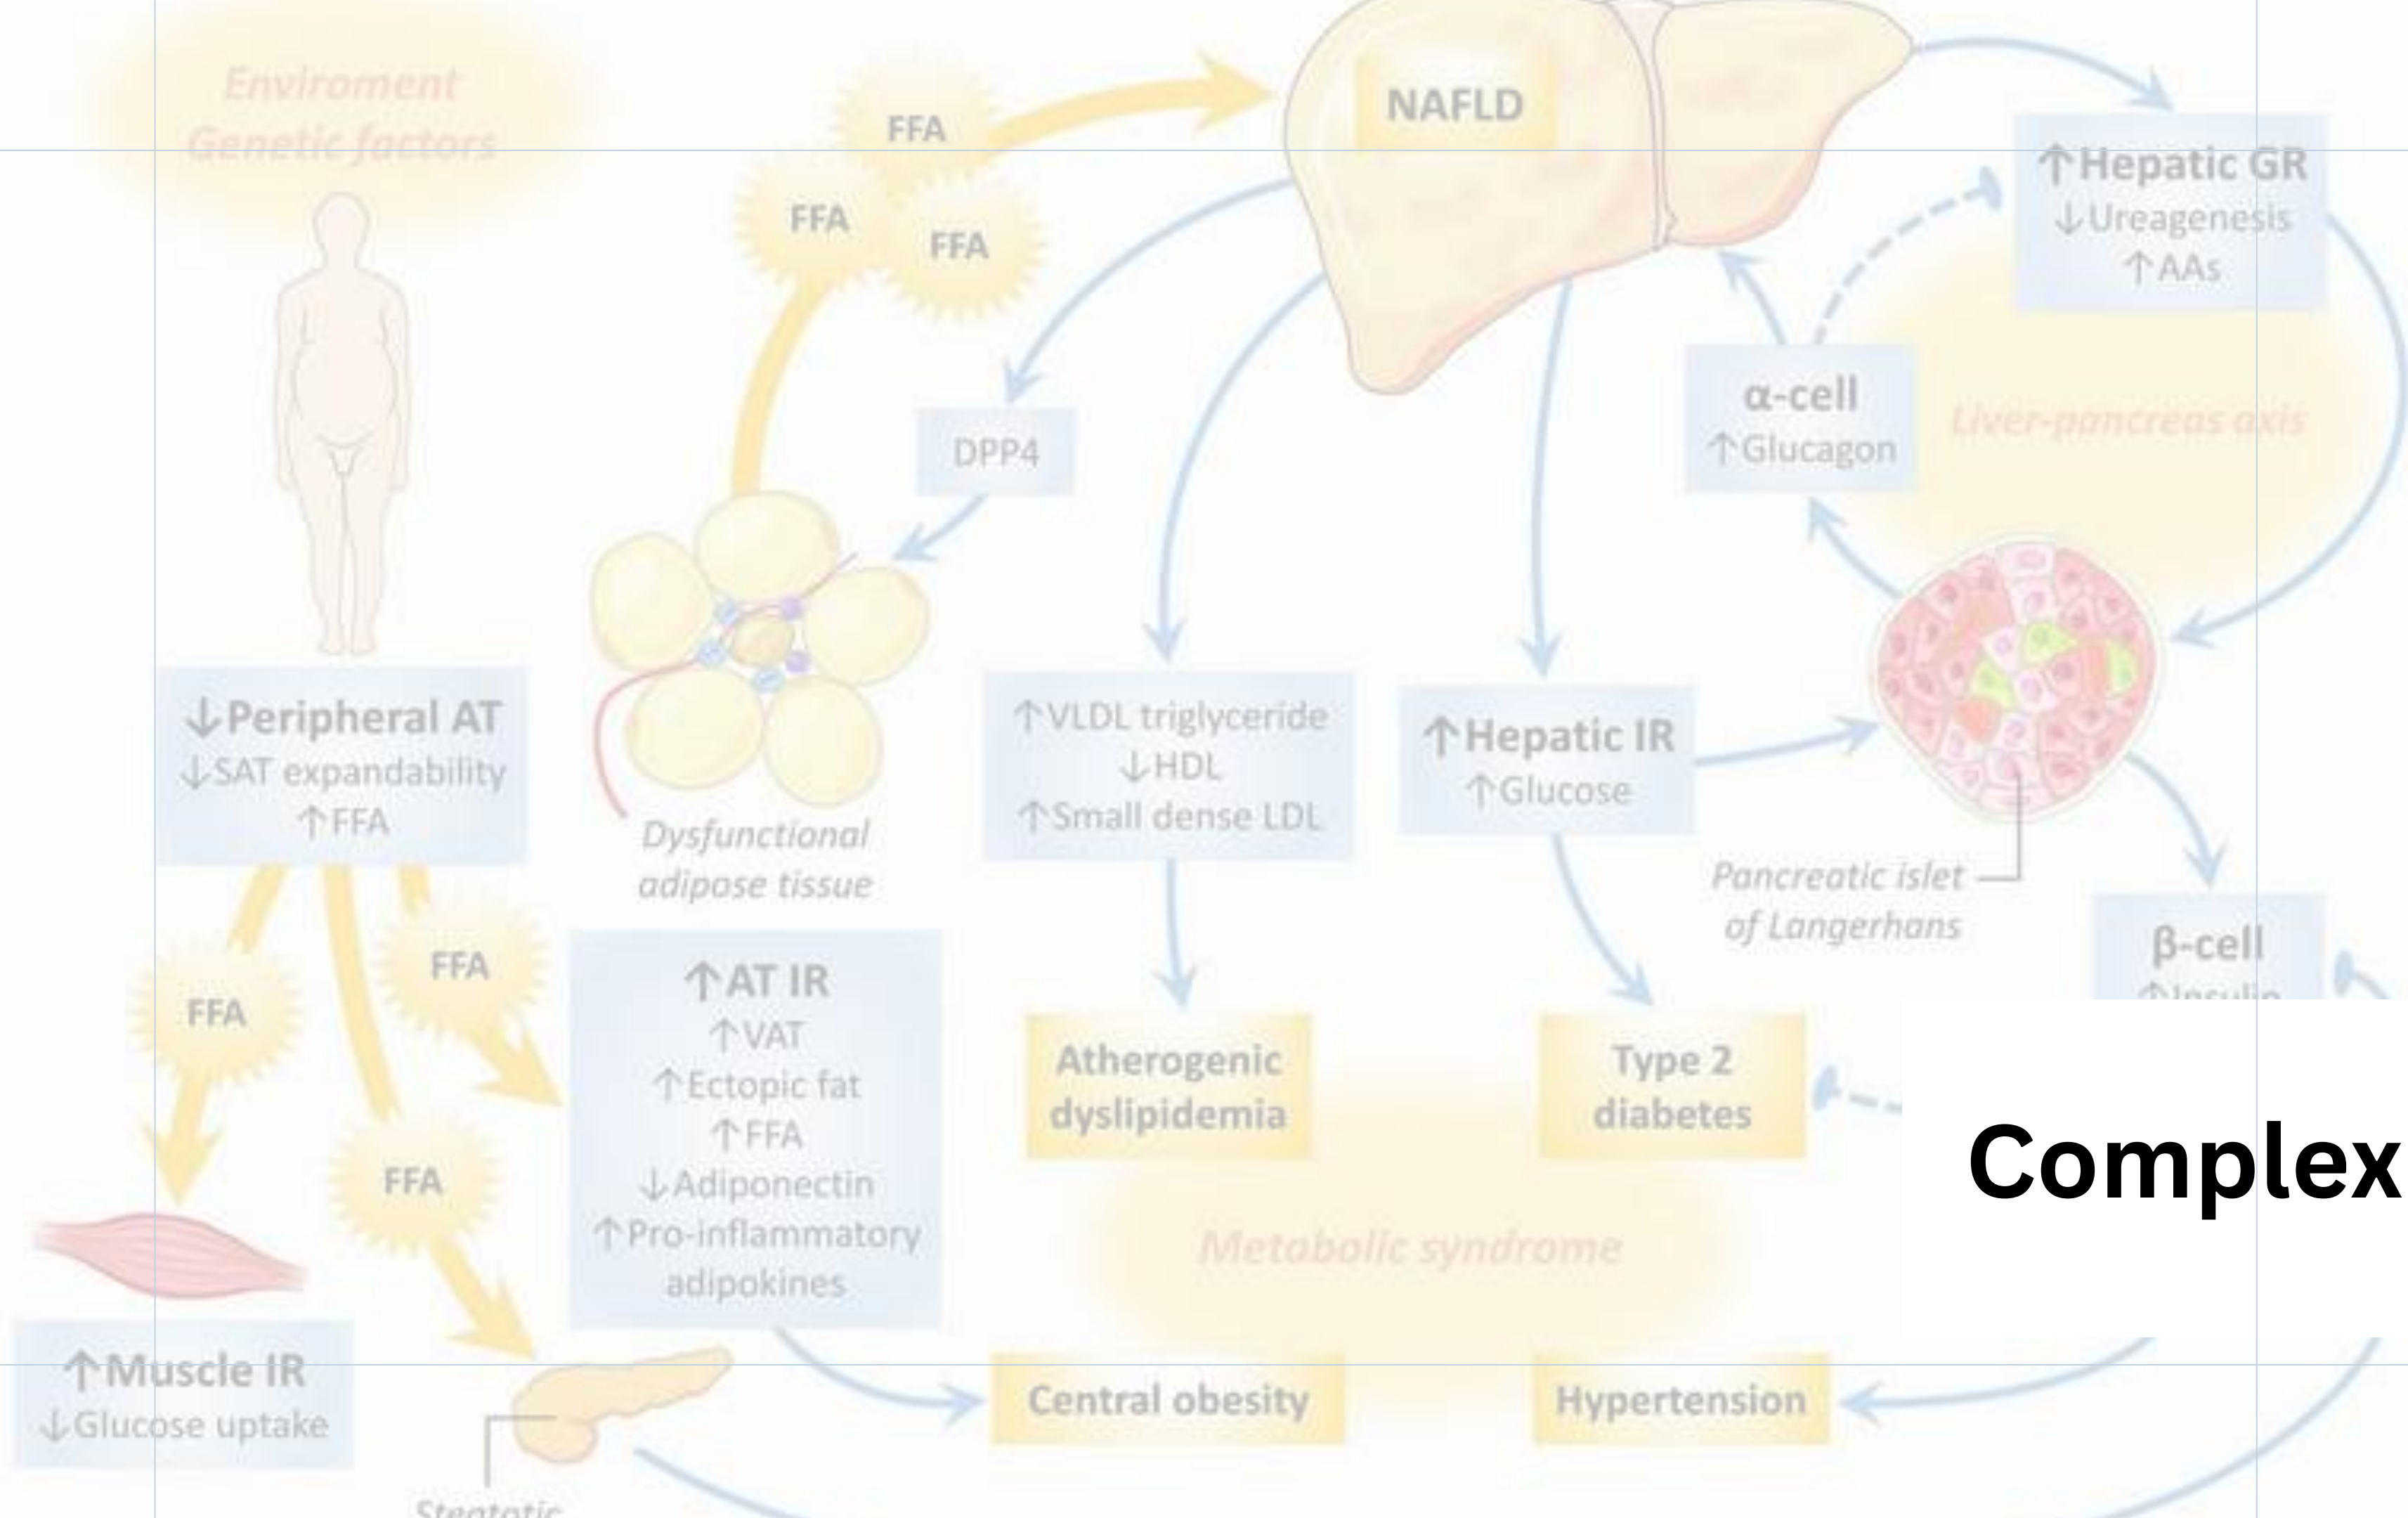 Enviroment
Genetic factors
FFA
FFA
FFA
NAFLD
↑Hepatic GR
↓Ureagenesis
↑AAs
DPP4
α-cell
↑Glucagon
Liver-pancreas axis
↓Peripheral AT
↓SAT expandability
↑FFA
Dysfunctional
adipose tissue
↑VLDL triglyceride
↓HDL
↑Small dense LDL
↑Hepatic IR
↑Glucose
Pancreatic islet
of Langerhans
β-cell
↑Insulin
FFA
FFA
FFA
↑AT IR
↑VAT
↑Ectopic fat
↑FFA
↓Adiponectin
↑Pro-inflammatory
adipokines
Atherogenic
dyslipidemia
Type 2
diabetes
Complex
Metabolic syndrome
↑Muscle IR
↓Glucose uptake
Central obesity
Hypertension
Steatotic